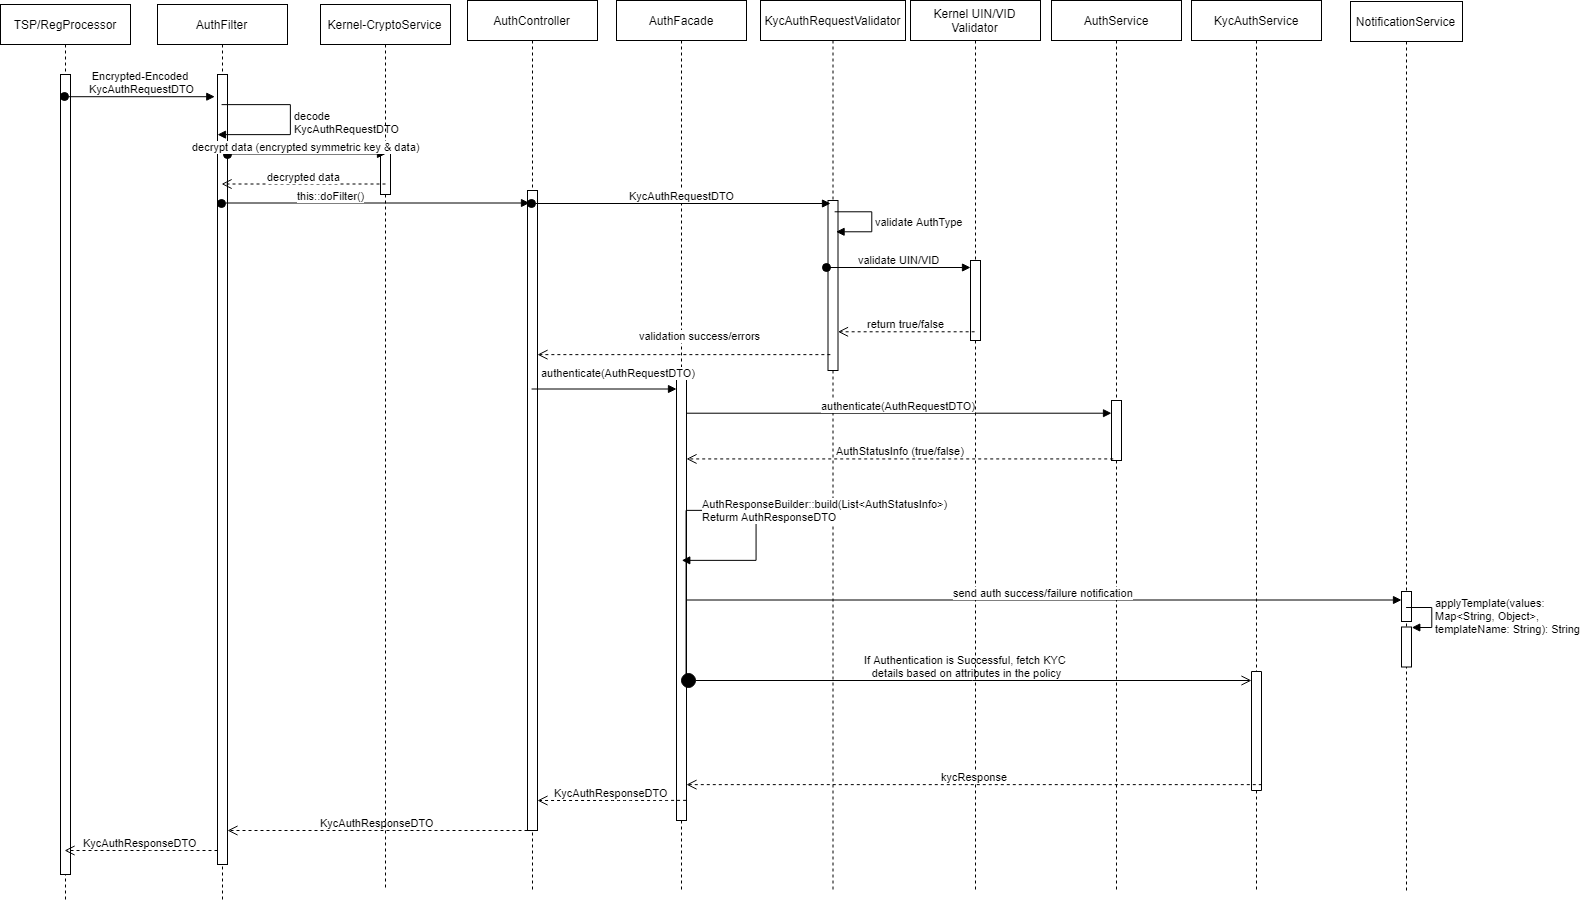 TSP/RegProcessor
AuthFilter
Kernel-CryptoService
AuthController
AuthFacade
KycAuthRequestValidator
Kernel UIN/VID
Validator
AuthService
KycAuthService
NotificationService
Encrypted-Encoded
KycAuthRequestDTO
decode
KycAuthRequestDTO
decrypt data (encrypted symmetric key & data)
decrypted data
this::doFilter()
KycAuthRequestDTO
validate AuthType
validate UIN/VID
return true/false
validation success/errors
authenticate(AuthRequestDTO)
authenticate(AuthRequestDTO)
AuthStatusInfo (true/false)
AuthResponseBuilder::build(List<AuthStatusInfo>)
Returm AuthResponseDTO
send auth success/failure notification
applyTemplate(values:
Map<String, Object>,
templateName: String): String
If Authentication is Successful, fetch KYC
details based on attributes in the policy
kycResponse
KycAuthResponseDTO
KycAuthResponseDTO
KycAuthResponseDTO